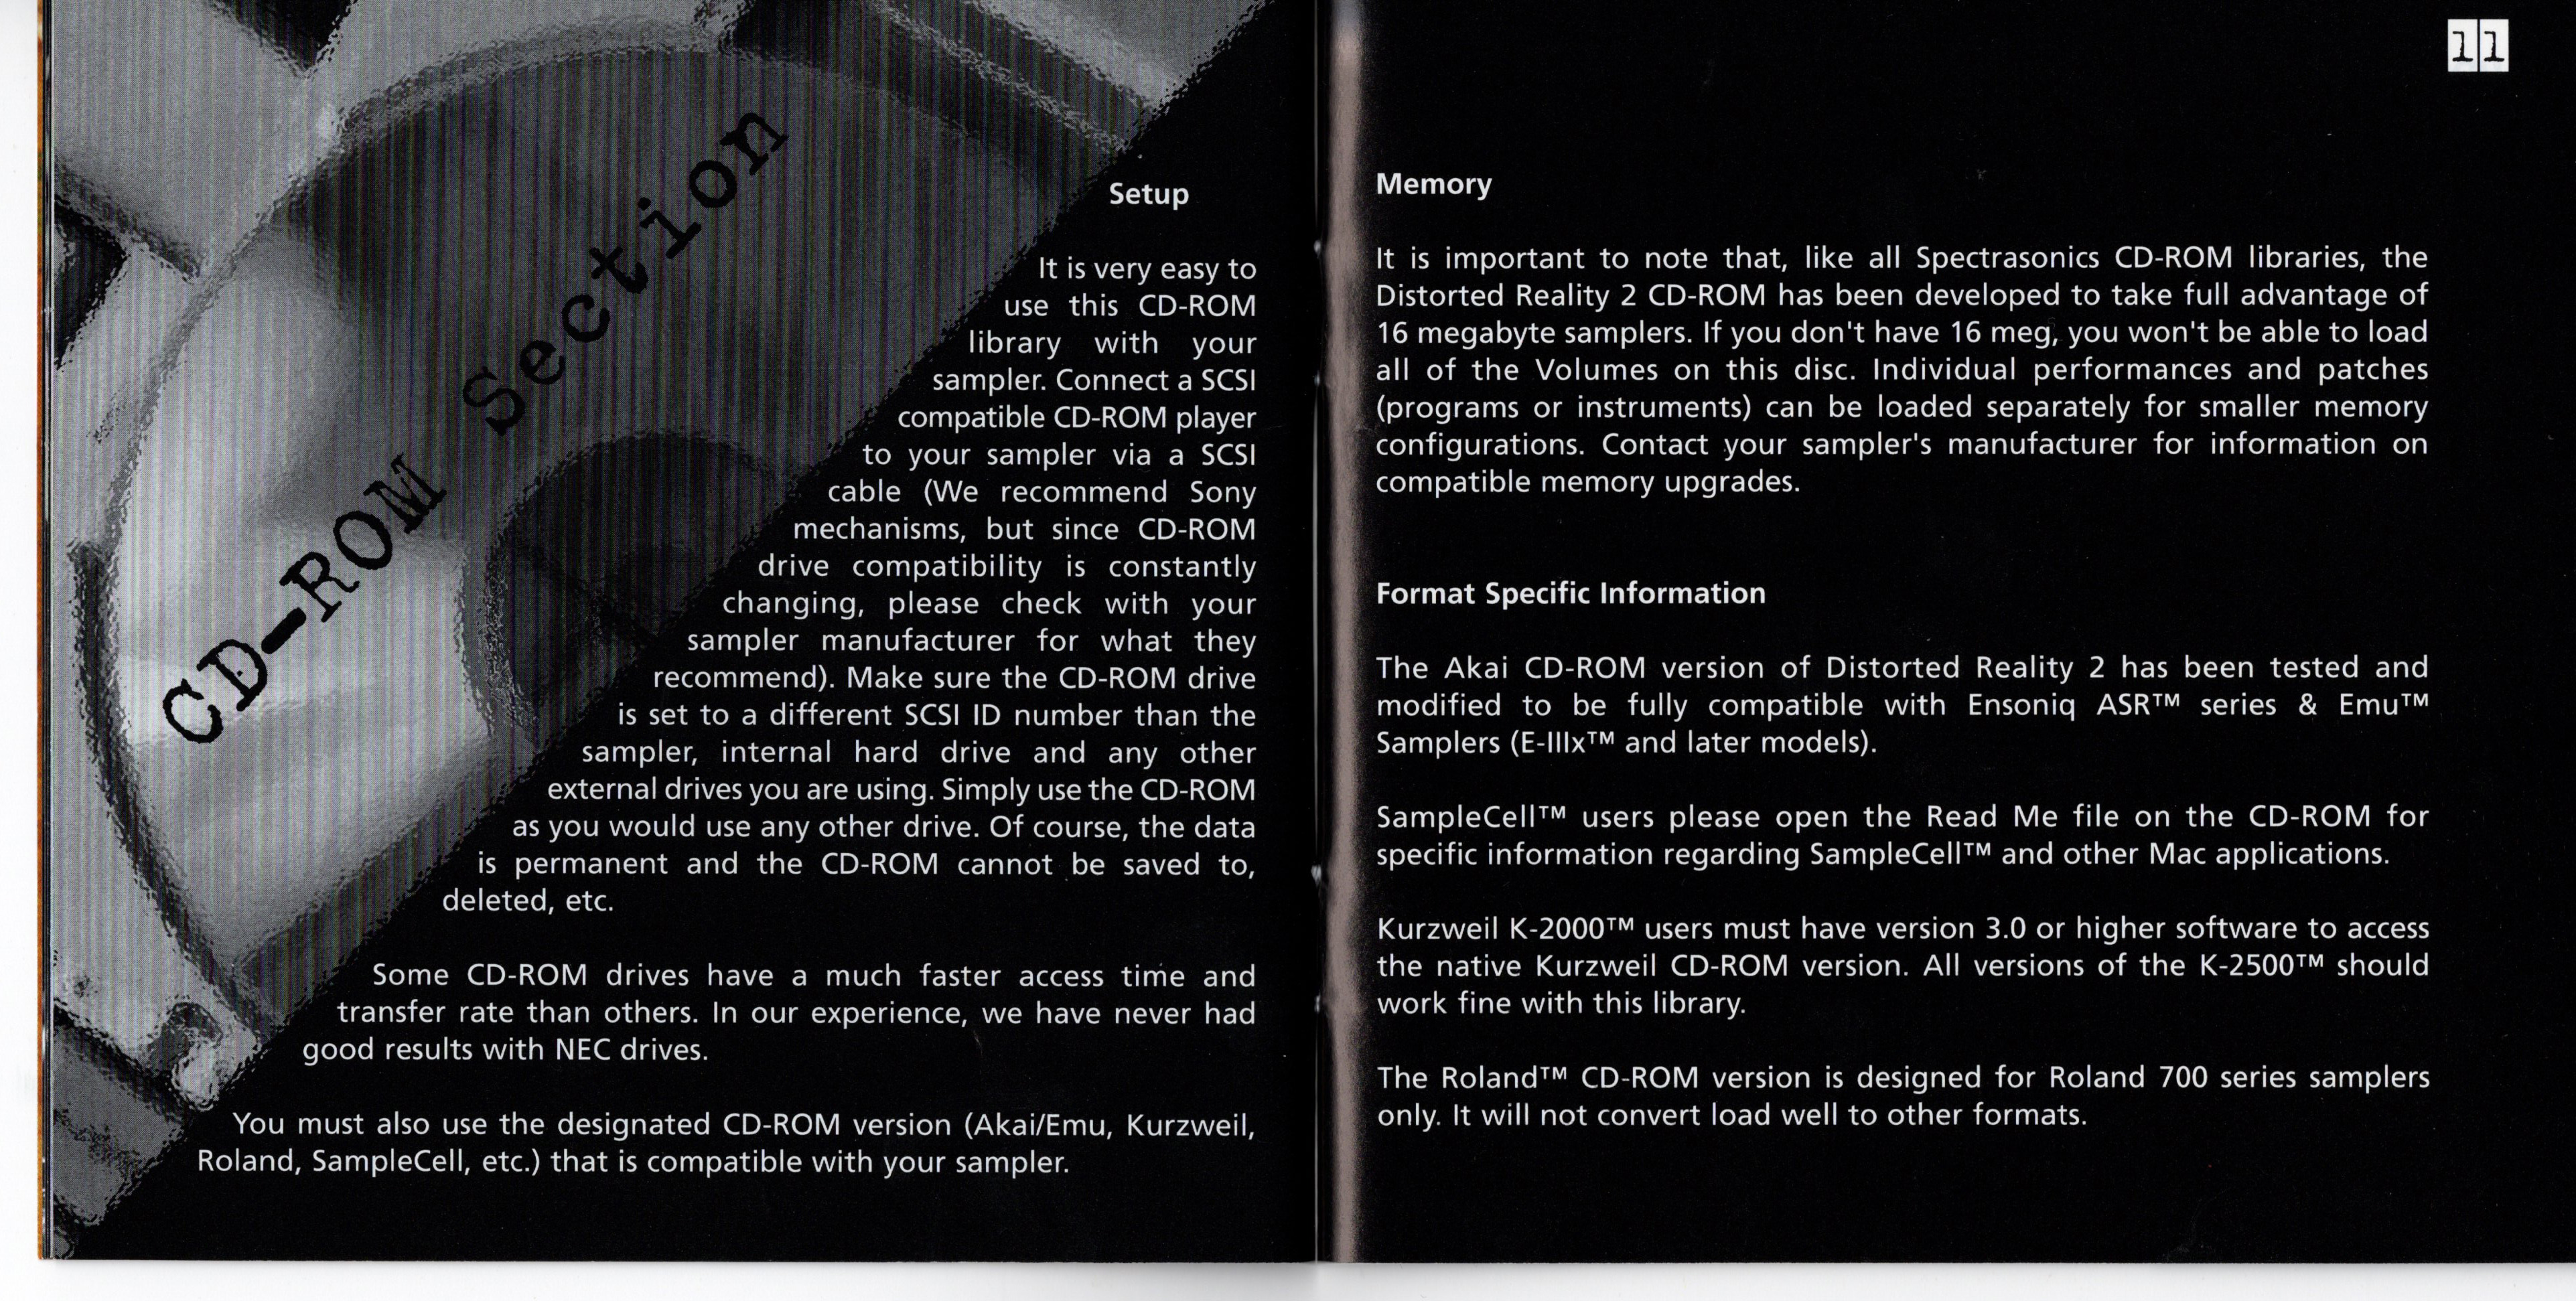 CD-ROM Section
Setup
It is very easy to
use this CD-ROM
library with your
sampler. Connect a SCSI
compatible CD-ROM player
to your sampler via a SCSI
cable (We recommend Sony
mechanisms, but since CD-ROM
drive compatibility is constantly
changing, please check with your
sampler manufacturer for what they
recommend). Make sure the CD-ROM drive
is set to a different SCSI ID number than the
sampler, internal hard drive and any other
external drives you are using. Simply use the CD-ROM
as you would use any other drive. Of course, the data
is permanent and the CD-ROM cannot be saved to,
deleted, etc.
Some CD-ROM drives have a much faster access time and
transfer rate than others. In our experience, we have never had
good results with NEC drives.
You must also use the designated CD-ROM version (Akai/Emu, Kurzweil,
Roland, SampleCell, etc.) that is compatible with your sampler.
11
Memory
It is important to note that, like all Spectrasonics CD-ROM libraries, the
Distorted Reality 2 CD-ROM has been developed to take full advantage of
16 megabyte samplers. If you don't have 16 meg, you won't be able to load
all of the Volumes on this disc. Individual performances and patches
(programs or instruments) can be loaded separately for smaller memory
configurations. Contact your sampler's manufacturer for information on
compatible memory upgrades.
Format Specific Information
The Akai CD-ROM version of Distorted Reality 2 has been tested and
modified to be fully compatible with Ensoniq ASR™ series & Emu™
Samplers (E-IIIx™ and later models).
SampleCell™ users please open the Read Me file on the CD-ROM for
specific information regarding SampleCell™ and other Mac applications.
Kurzweil K-2000™ users must have version 3.0 or higher software to access
the native Kurzweil CD-ROM version. All versions of the K-2500™ should
work fine with this library.
The Roland™ CD-ROM version is designed for Roland 700 series samplers
only. It will not convert load well to other formats.